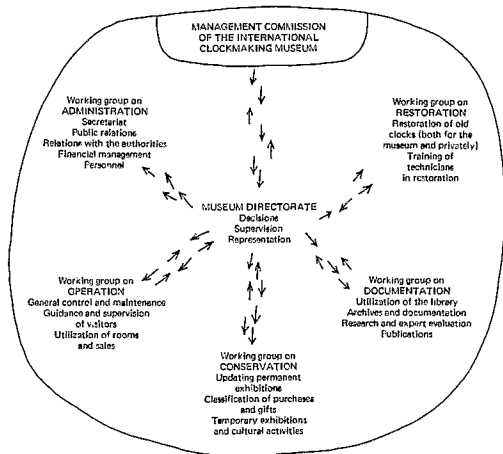 MANAGEMENT COMMISSION
OF THE INTERNATIONAL
CLOCKMAKING MUSEUM
Working group on
ADMINISTRATION
Secretariat
Public relations
Relations with the authorities
Financial management
Personnel
Working group on
RESTORATION
Restoration of old
clocks (both for the
museum and privately)
Training of
technicians
in restoration
MUSEUM DIRECTORATE
Decisions
Supervision
Representation
Working group on
OPERATION
General control and maintenance
Guidance and supervision
of visitors
Utilization of rooms
and sales
Working group on
DOCUMENTATION
Utilization of the library
Archives and documentation
Research and expert evaluation
Publications
Working group on
CONSERVATION
Updating permanent
exhibitions
Classification of purchases
and gifts
Temporary exhibitions
and cultural activities